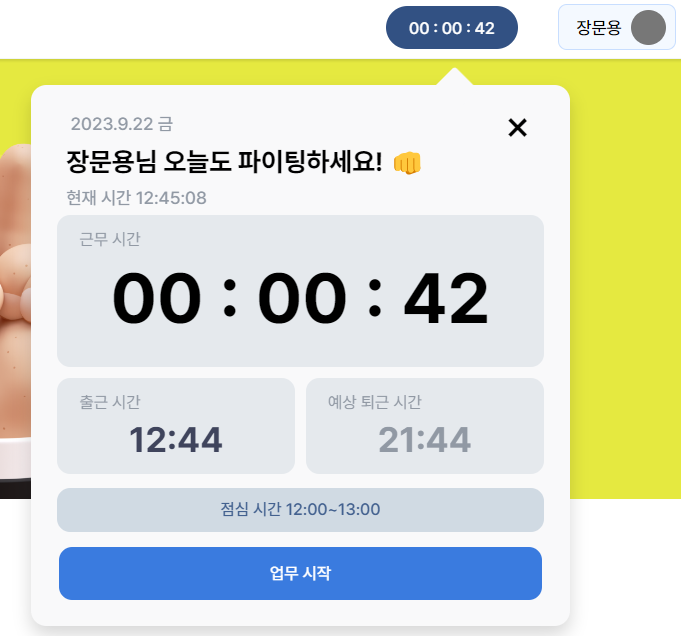 00 : 00 : 42
장문용
2023.9.22 금
장문용님 오늘도 파이팅하세요! 👊
현재 시간 12:45:08
근무 시간
00 : 00 : 42
출근 시간
12:44
예상 퇴근 시간
21:44
점심 시간 12:00~13:00
업무 시작